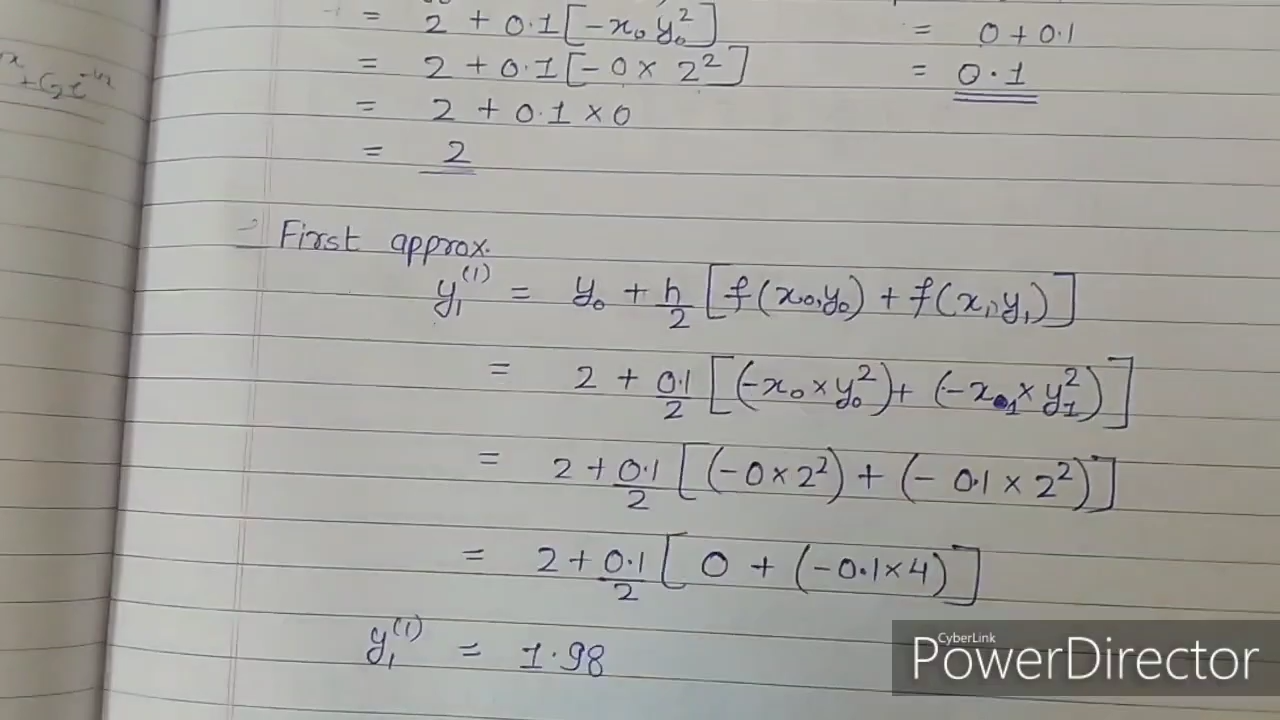 = 2 + 0.1[-x₀ y₀²] = 0 + 0.1
= 2 + 0.1[-0 × 2²] = 0.1
= 2 + 0.1 × 0
= 2
First approx.
y₁⁽¹⁾ = y₀ + h/2 [f(x₀,y₀) + f(x₁,y₁)]
= 2 + 0.1/2 [(-x₀ × y₀²) + (-x₁ × y₁²)]
= 2 + 0.1/2 [(-0 × 2²) + (- 0.1 × 2²)]
= 2 + 0.1/2 [0 + (-0.1 × 4)]
y₁⁽¹⁾ = 1.98
CyberLink
PowerDirector